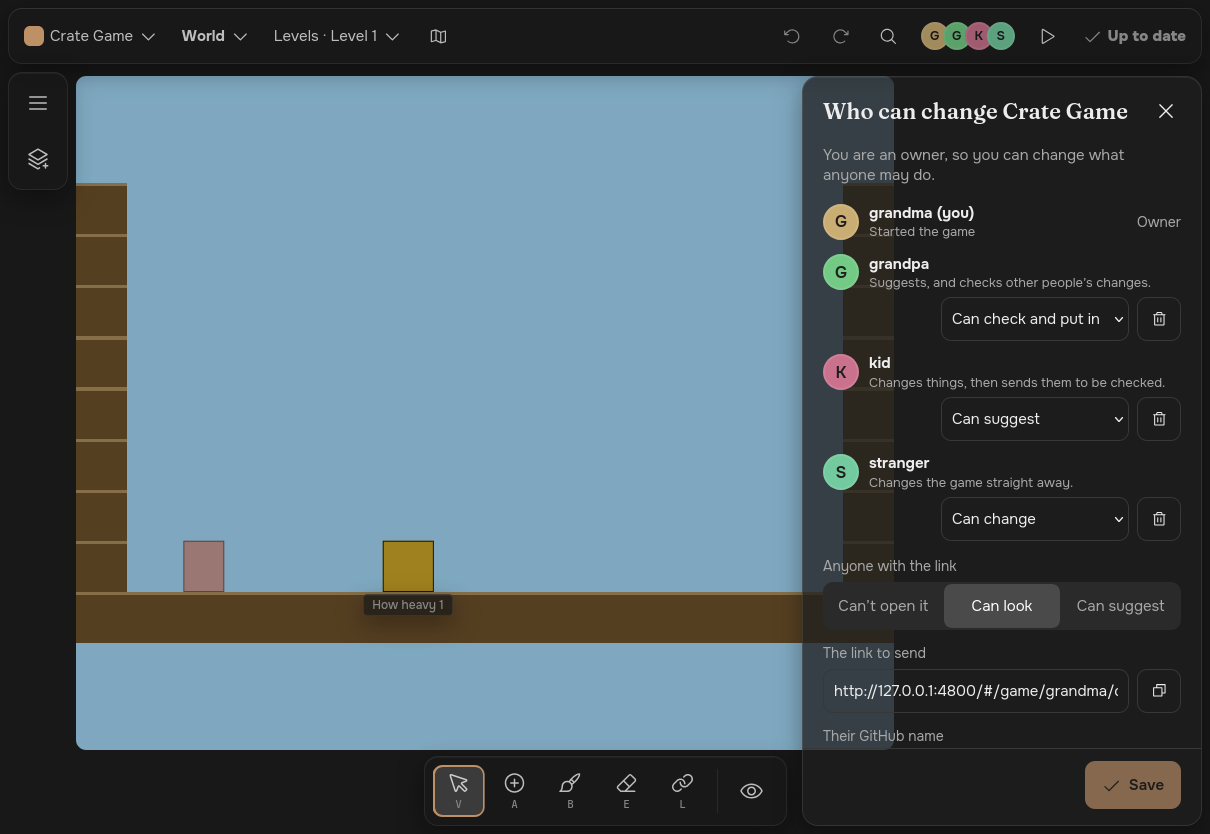 Crate Game World Levels · Level 1 G G K S Up to date
Who can change Crate Game
You are an owner, so you can change what
anyone may do.
G grandma (you) Owner
Started the game
G grandpa
Suggests, and checks other people's changes.
Can check and put in
K kid
Changes things, then sends them to be checked.
Can suggest
S stranger
Changes the game straight away.
Can change
Anyone with the link
Can't open it Can look Can suggest
The link to send
http://127.0.0.1:4800/#/game/grandma/
Their GitHub name
Save
How heavy 1
V A B E L